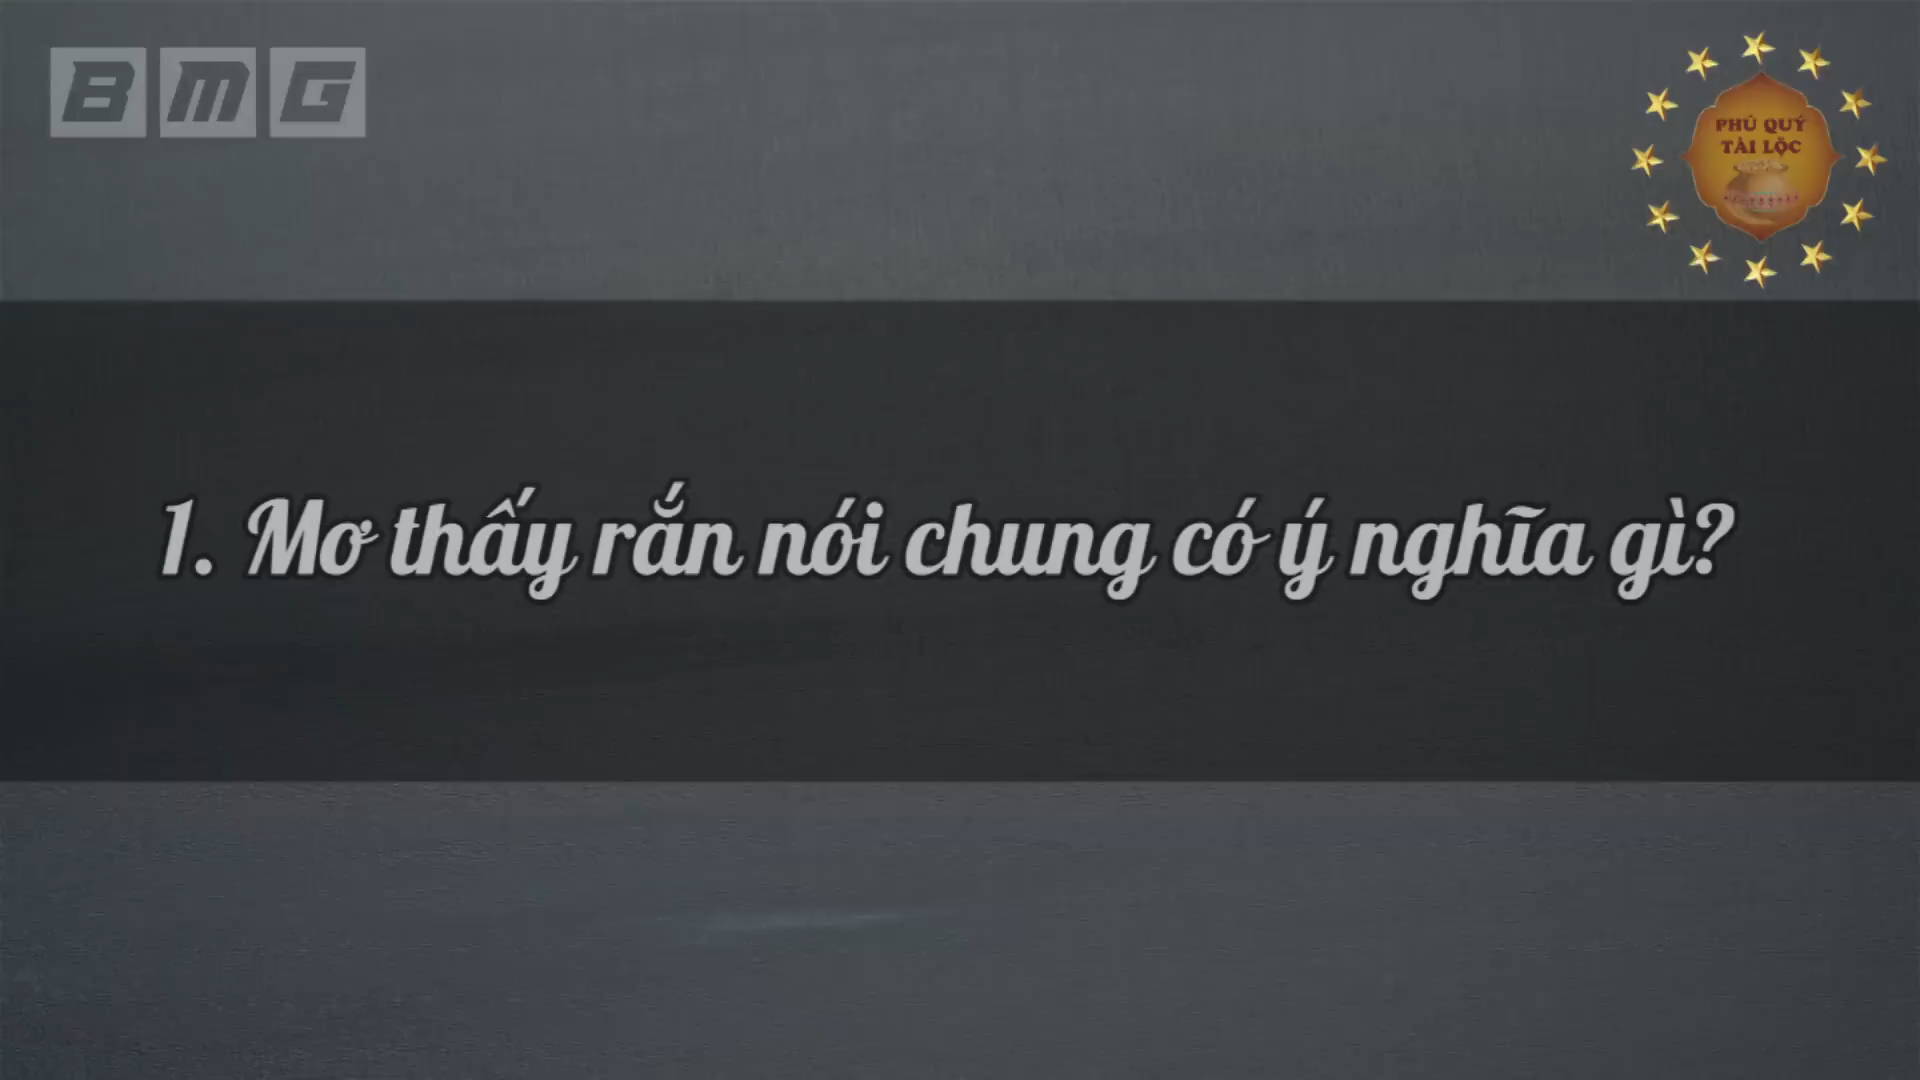 BMG
PHÚ QUÝ
TÀI LỘC
1. Mơ thấy rắn nói chung có ý nghĩa gì?